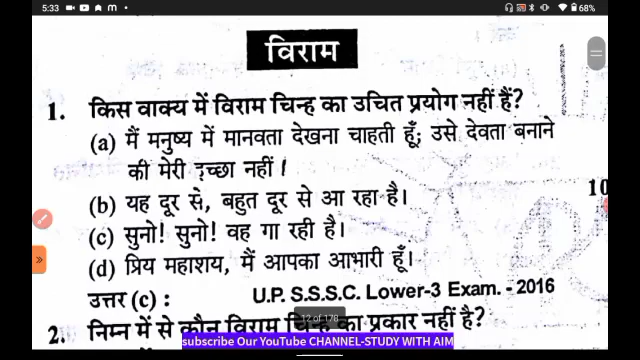 5:33
68%
विराम
1. किस वाक्य में विराम चिन्ह का उचित प्रयोग नहीं हैं?
(a) मैं मनुष्य में मानवता देखना चाहती हूँ; उसे देवता बनाने
की मेरी इच्छा नहीं।
(b) यह दूर से, बहुत दूर से आ रहा है।
10
(c) सुनो! सुनो! वह गा रही है।
(d) प्रिय महाशय, मैं आपका आभारी हूँ।
उत्तर (c) : U.P. S.S.S.C. Lower-3 Exam. - 2016
12 of 178
2. निम्न में से कौन विराम चिन्ह का प्रकार नहीं है?
subscribe Our YouTube CHANNEL-STUDY WITH AIM